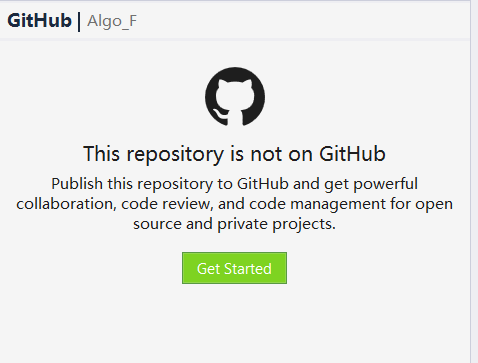 GitHub | Algo_F
This repository is not on GitHub
Publish this repository to GitHub and get powerful
collaboration, code review, and code management for open
source and private projects.
Get Started